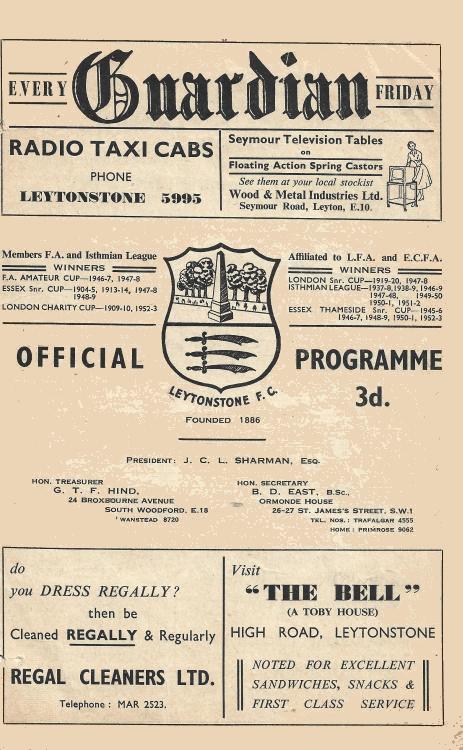 EVERY Guardian FRIDAY
RADIO TAXI CABS
PHONE
LEYTONSTONE 5995
Seymour Television Tables
on
Floating Action Spring Castors
See them at your local stockist
Wood & Metal Industries Ltd.
Seymour Road, Leyton, E.10.
Members F.A. and Isthmian League
WINNERS
F.A. AMATEUR CUP—1946-7, 1947-8
ESSEX Snr. CUP—1904-5, 1913-14, 1947-8
1948-9
LONDON CHARITY CUP—1909-10, 1952-3
Affiliated to L.F.A. and E.C.F.A.
WINNERS
LONDON Snr. CUP—1919-20, 1947-8
ISTHMIAN LEAGUE—1937-8, 1938-9, 1946-9
1947-48, 1949-50
1950-1, 1951-2
ESSEX THAMESIDE Snr. CUP—1945-6
1946-7, 1948-9, 1950-1, 1952-3
OFFICIAL PROGRAMME
3d.
LEYTONSTONE F.C.
FOUNDED 1886
PRESIDENT: J. C. L. SHARMAN, ESQ.
HON. TREASURER
G. T. F. HIND,
24 BROXBOURNE AVENUE
SOUTH WOODFORD, E.18
WANSTEAD 8720
HON. SECRETARY
B. D. EAST, B.Sc.,
ORMONDE HOUSE
26-27 ST. JAMES'S STREET, S.W.1
TEL. NOS.: TRAFALGAR 4555
HOME: PRIMROSE 9062
do
you DRESS REGALLY?
then be
Cleaned REGALLY & Regularly
REGAL CLEANERS LTD.
Telephone: MAR 2523.
Visit
"THE BELL"
(A TOBY HOUSE)
HIGH ROAD, LEYTONSTONE
NOTED FOR EXCELLENT
SANDWICHES, SNACKS &
FIRST CLASS SERVICE